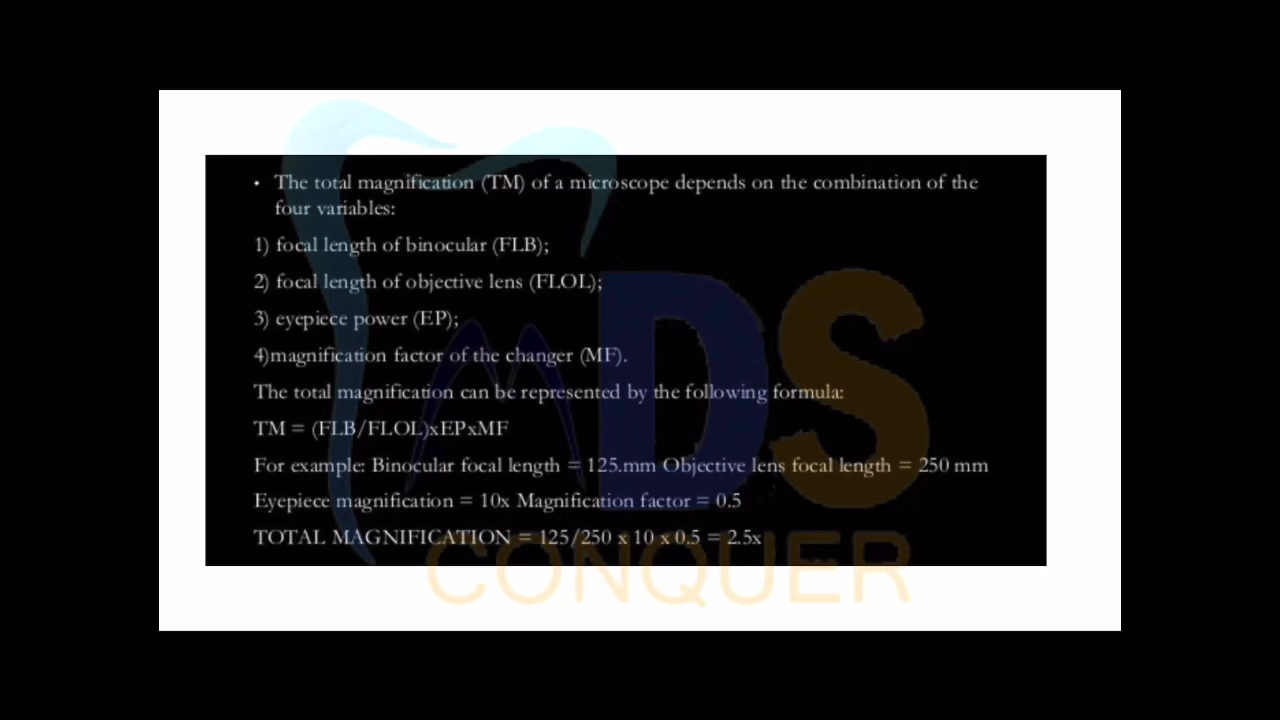 • The total magnification (TM) of a microscope depends on the combination of the
four variables:
1) focal length of binocular (FLB);
2) focal length of objective lens (FLOL);
3) eyepiece power (EP);
4)magnification factor of the changer (MF).
The total magnification can be represented by the following formula:
TM = (FLB/FLOL)xEPxMF
For example: Binocular focal length = 125.mm Objective lens focal length = 250 mm
Eyepiece magnification = 10x Magnification factor = 0.5
TOTAL MAGNIFICATION = 125/250 x 10 x 0.5 = 2.5x
MDS
CONQUER